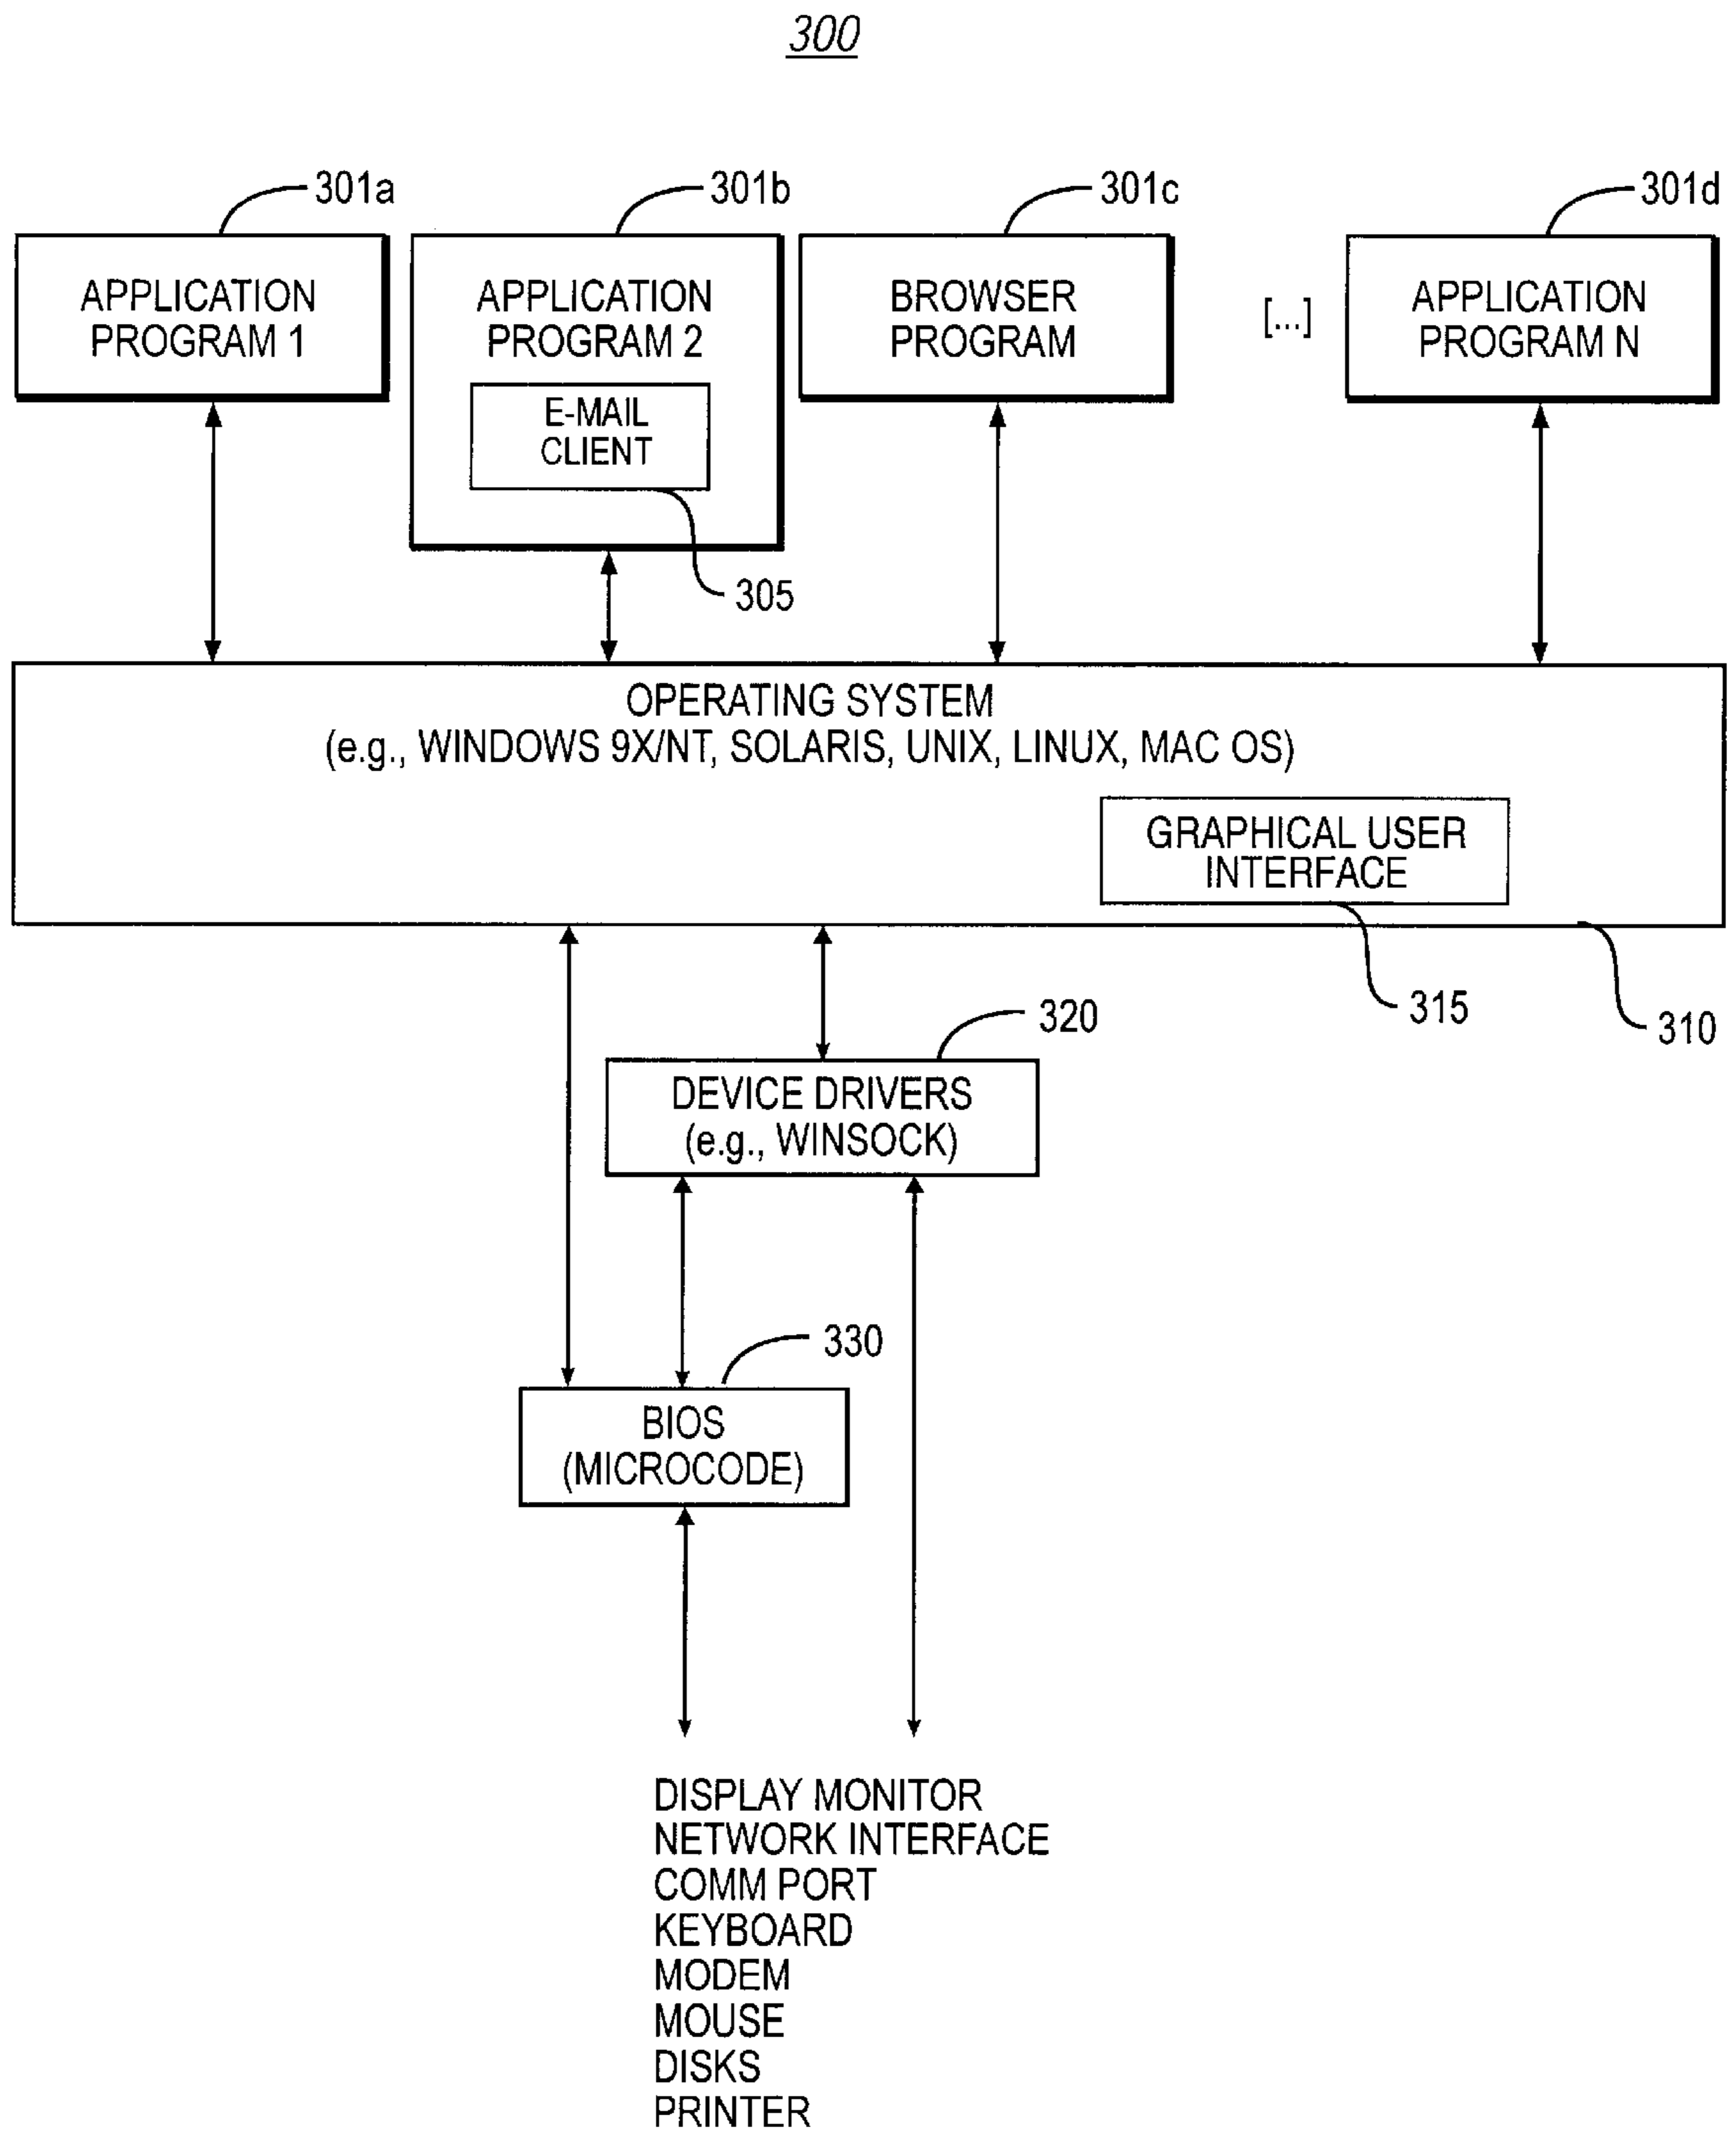 300
301a
301b
301c
301d
APPLICATION
PROGRAM 1
APPLICATION
PROGRAM 2
E-MAIL
CLIENT
305
BROWSER
PROGRAM
[...]
APPLICATION
PROGRAM N
OPERATING SYSTEM
(e.g., WINDOWS 9X/NT, SOLARIS, UNIX, LINUX, MAC OS)
GRAPHICAL USER
INTERFACE
315
310
320
DEVICE DRIVERS
(e.g., WINSOCK)
330
BIOS
(MICROCODE)
DISPLAY MONITOR
NETWORK INTERFACE
COMM PORT
KEYBOARD
MODEM
MOUSE
DISKS
PRINTER